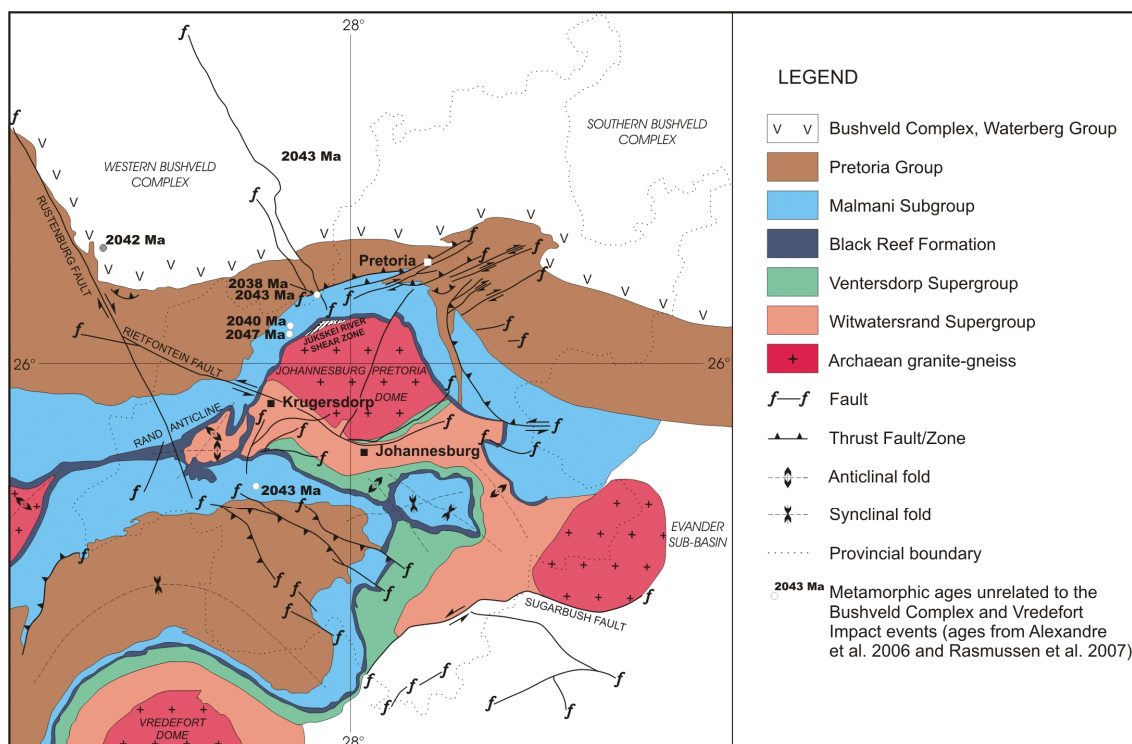 28°
SOUTHERN BUSHVELD
COMPLEX
WESTERN BUSHVELD
COMPLEX
2043 Ma
f
f
f
RUSTENBURG FAULT
2042 Ma
Pretoria
f
f
f
2038 Ma
2043 Ma
f
f
f
2040 Ma
2047 Ma
JUKSKEI RIVER
SHEAR ZONE
f
f
f
RIETFONTEIN FAULT
26°
26°
JOHANNESBURG PRETORIA
DOME
f
Krugersdorp
RAND ANTICLINE
f
f
f
f
f
f
Johannesburg
f
f
2043 Ma
f
f
f
f
EVANDER
SUB-BASIN
f
f
f
f
f
f
f
SUGARBUSH FAULT
f
f
f
f
f
f
f
f
VREDEFORT
DOME
28°
LEGEND
V V Bushveld Complex, Waterberg Group
Pretoria Group
Malmani Subgroup
Black Reef Formation
Ventersdorp Supergroup
Witwatersrand Supergroup
+ Archaean granite-gneiss
f f Fault
Thrust Fault/Zone
Anticlinal fold
Synclinal fold
Provincial boundary
2043 Ma Metamorphic ages unrelated to the
Bushveld Complex and Vredefort
Impact events (ages from Alexandre
et al. 2006 and Rasmussen et al. 2007)